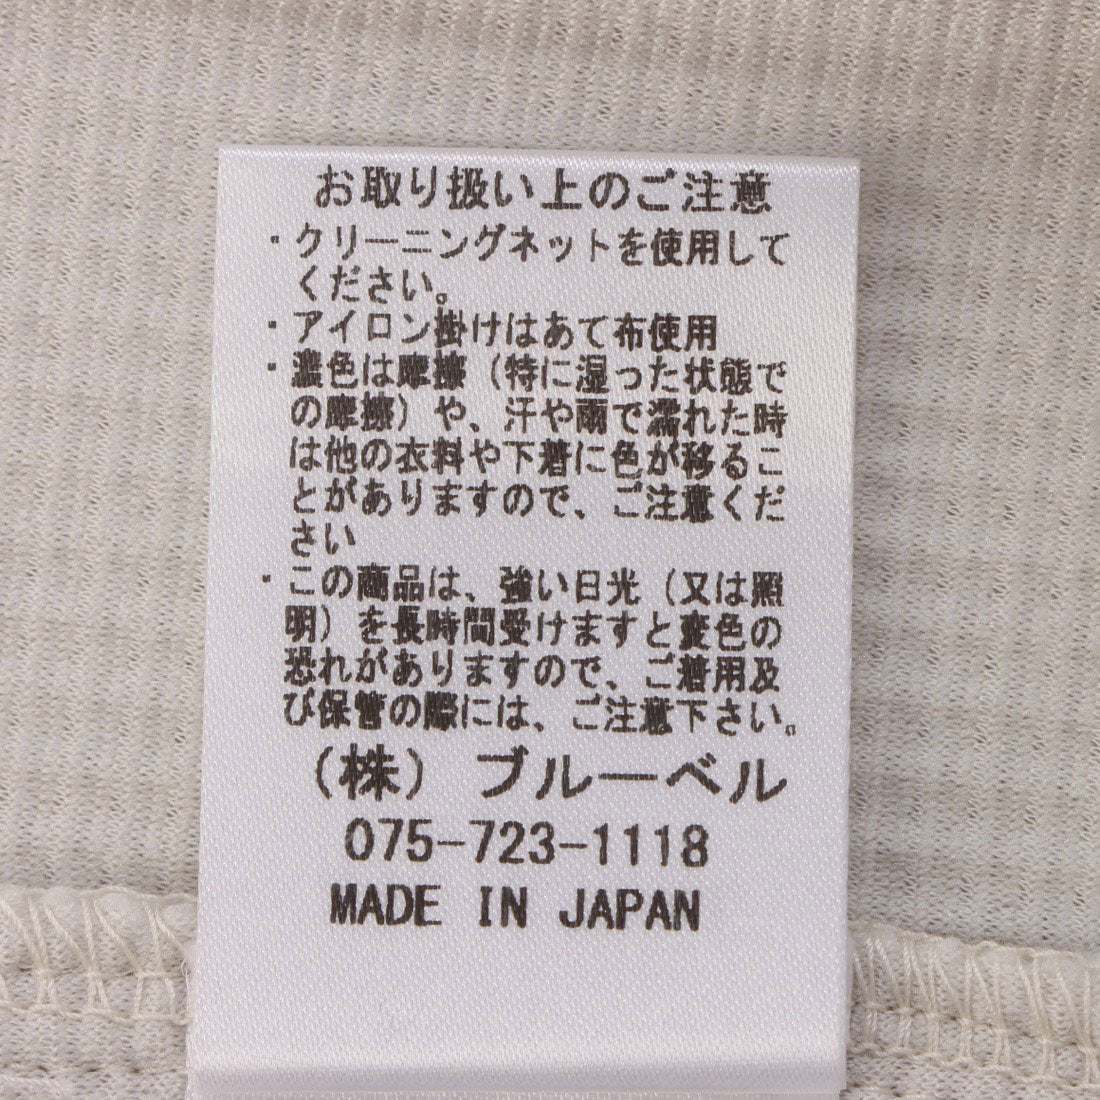 お取り扱い上のご注意
・クリーニングネットを使用して
ください。
・アイロン掛けはあて布使用
・濃色は摩擦（特に湿った状態で
の摩擦）や、汗や雨で濡れた時
は他の衣料や下着に色が移るこ
とがありますので、ご注意くだ
さい
・この商品は、強い日光（又は照
明）を長時間受けますと変色の
恐れがありますので、ご着用及
び保管の際には、ご注意下さい。
（株）ブルーベル
075-723-1118
MADE IN JAPAN